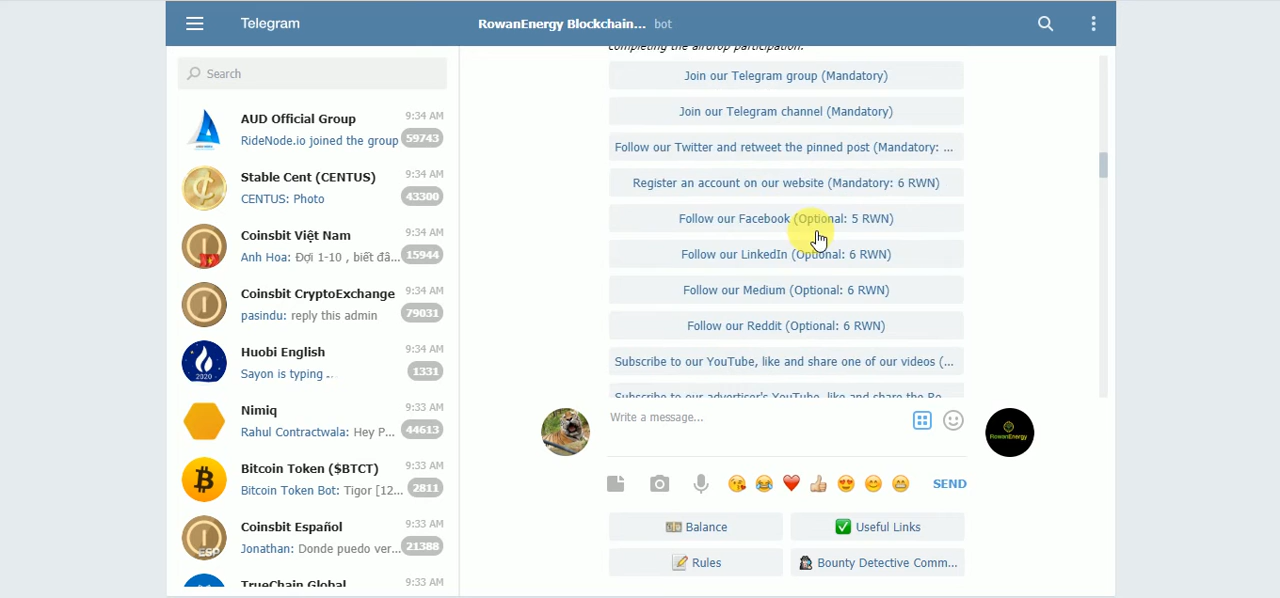 Telegram
RowanEnergy Blockchain... bot
Search
AUD Official Group 9:34 AM
RideNode.io joined the group 59743
Stable Cent (CENTUS) 9:34 AM
CENTUS: Photo 43300
Coinsbit Việt Nam 9:34 AM
Anh Hoa: Đợi 1-10 , biết đâ... 15944
Coinsbit CryptoExchange 9:34 AM
pasindu: reply this admin 79031
Huobi English 9:34 AM
Sayon is typing .. 1331
2020
Nimiq 9:33 AM
Rahul Contractwala: Hey P... 44613
Bitcoin Token ($BTCT) 9:33 AM
Bitcoin Token Bot: Tigor [12... 2811
Coinsbit Español 9:33 AM
Jonathan: Donde puedo ver... 21388
ESP
TrueChain Global 9:33 AM
completing the airdrop participation.
Join our Telegram group (Mandatory)
Join our Telegram channel (Mandatory)
Follow our Twitter and retweet the pinned post (Mandatory: ...
Register an account on our website (Mandatory: 6 RWN)
Follow our Facebook (Optional: 5 RWN)
Follow our LinkedIn (Optional: 6 RWN)
Follow our Medium (Optional: 6 RWN)
Follow our Reddit (Optional: 6 RWN)
Subscribe to our YouTube, like and share one of our videos (...
Subscribe to our advertiser's YouTube, like and share the Ro...
Write a message...
RowanEnergy
SEND
Balance
Useful Links
Rules
Bounty Detective Comm...